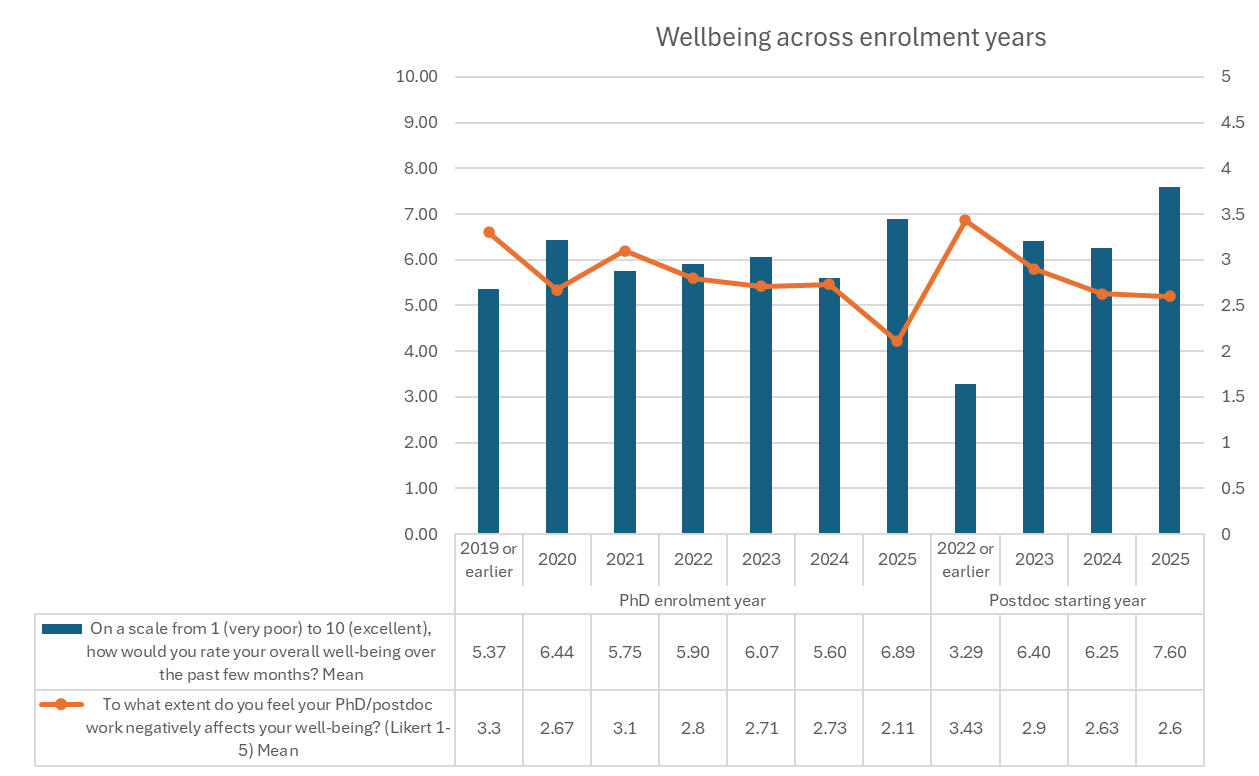 Wellbeing across enrolment years
10.00
9.00
8.00
7.00
6.00
5.00
4.00
3.00
2.00
1.00
0.00
5
4.5
4
3.5
3
2.5
2
1.5
1
0.5
0
2019 or earlier 2020 2021 2022 2023 2024 2025 2022 or earlier 2023 2024 2025
PhD enrolment year Postdoc starting year
On a scale from 1 (very poor) to 10 (excellent),
how would you rate your overall well-being over
the past few months? Mean
5.37 6.44 5.75 5.90 6.07 5.60 6.89 3.29 6.40 6.25 7.60
To what extent do you feel your PhD/postdoc
work negatively affects your well-being? (Likert 1-
5) Mean
3.3 2.67 3.1 2.8 2.71 2.73 2.11 3.43 2.9 2.63 2.6